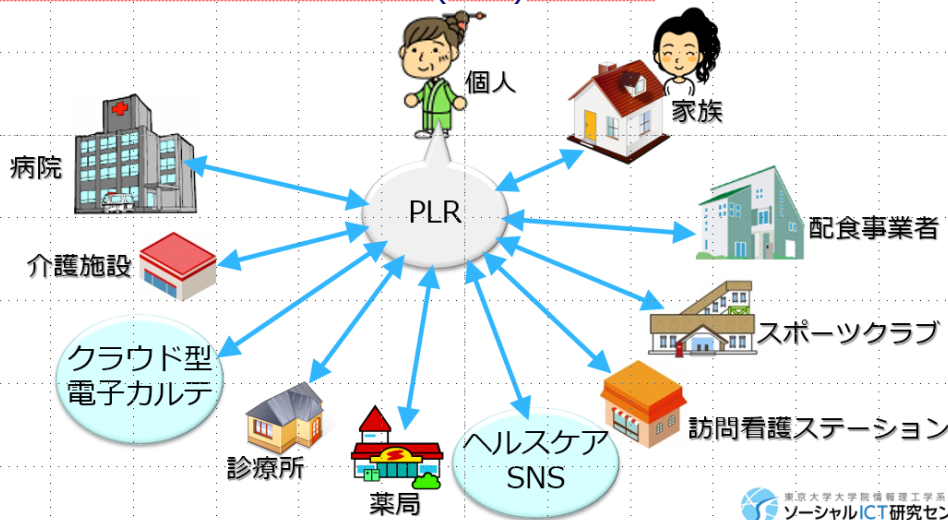 個人
家族
病院
PLR
配食事業者
介護施設
スポーツクラブ
クラウド型
電子カルテ
訪問看護ステーション
ヘルスケア
SNS
診療所
薬局
東京大学大学院情報理工学系
ソーシャルICT研究セン